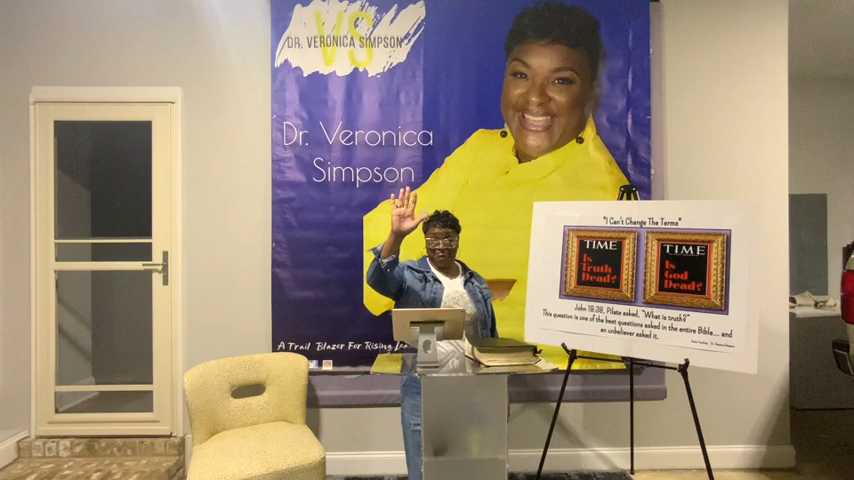 VS
DR. VERONICA SIMPSON
Dr. Veronica
Simpson
A Trail Blazer For Rising
"I Can't Change The Terms"
TIME
Is
Truth
Dead?
TIME
Is
God
Dead?
John 18:38, Pilate asked, "What is truth?"
This question is one of the best questions asked in the entire Bible.... and
an unbeliever asked it.